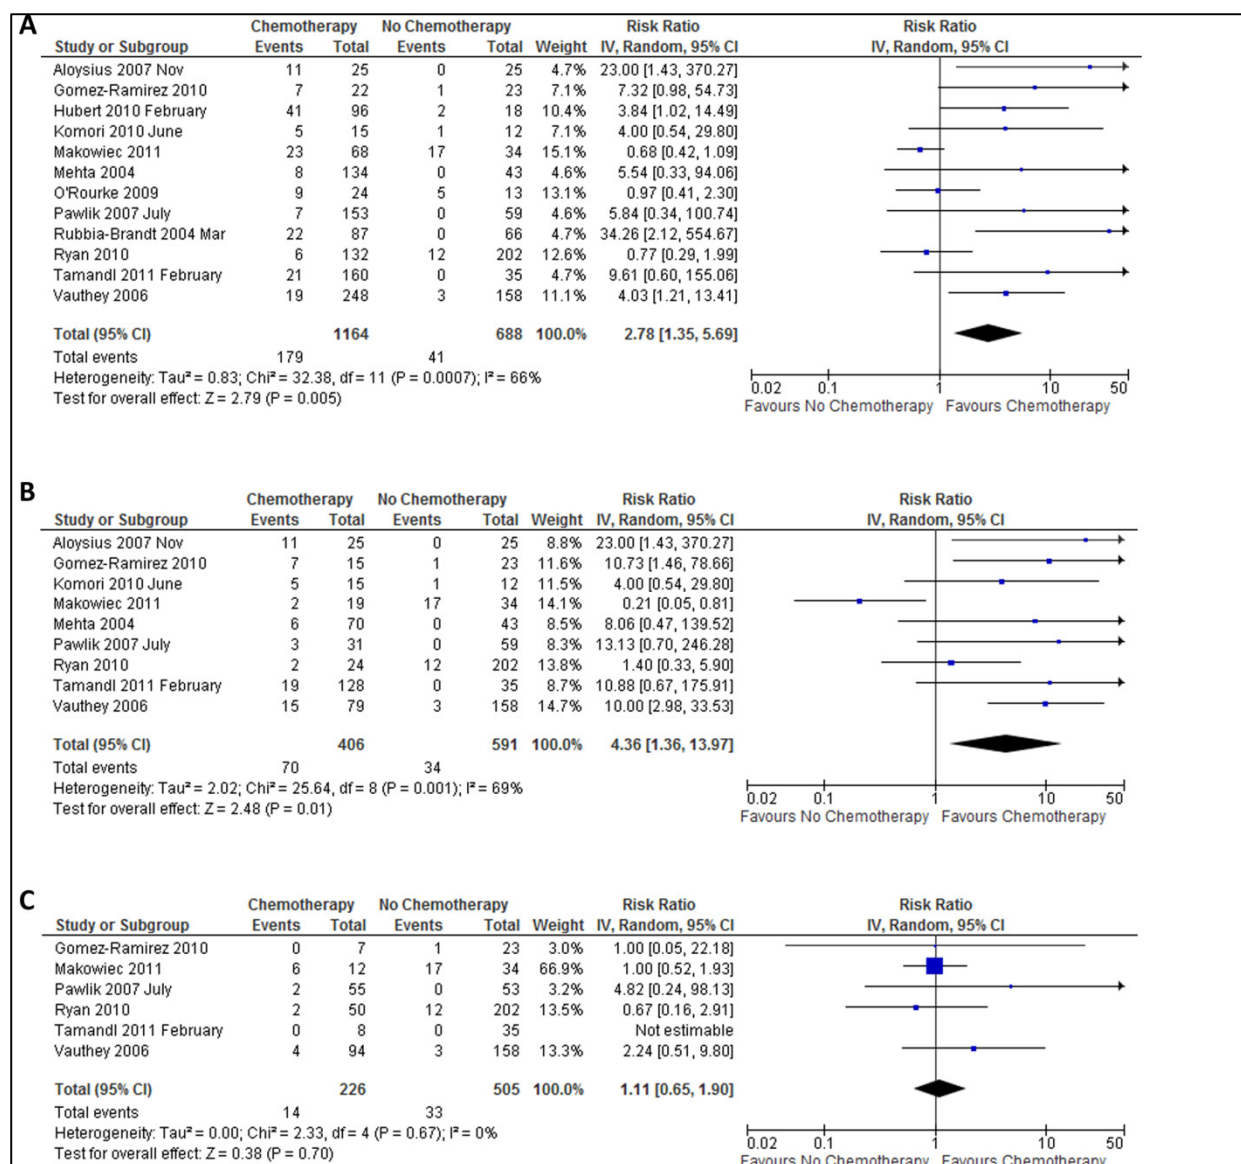 A
Chemotherapy No Chemotherapy Risk Ratio Risk Ratio
Study or Subgroup Events Total Events Total Weight IV, Random, 95% CI IV, Random, 95% CI
Aloysius 2007 Nov 11 25 0 25 4.7% 23.00 [1.43, 370.27]
Gomez-Ramirez 2010 7 22 1 23 7.1% 7.32 [0.98, 54.73]
Hubert 2010 February 41 96 2 18 10.4% 3.84 [1.02, 14.49]
Komori 2010 June 5 15 1 12 7.1% 4.00 [0.54, 29.80]
Makowiec 2011 23 68 17 34 15.1% 0.68 [0.42, 1.09]
Mehta 2004 8 134 0 43 4.6% 5.54 [0.33, 94.06]
O'Rourke 2009 9 24 5 13 13.1% 0.97 [0.41, 2.30]
Pawlik 2007 July 7 153 0 59 4.6% 5.84 [0.34, 100.74]
Rubbia-Brandt 2004 Mar 22 87 0 66 4.7% 34.26 [2.12, 554.67]
Ryan 2010 6 132 12 202 12.6% 0.77 [0.29, 1.99]
Tamandl 2011 February 21 160 0 35 4.7% 9.61 [0.60, 155.06]
Vauthey 2006 19 248 3 158 11.1% 4.03 [1.21, 13.41]
Total (95% CI) 1164 688 100.0% 2.78 [1.35, 5.69]
Total events 179 41
Heterogeneity: Tau² = 0.83; Chi² = 32.38, df = 11 (P = 0.0007); I² = 66%
Test for overall effect: Z = 2.79 (P = 0.005)
0.02 0.1 1 10 50
Favours No Chemotherapy Favours Chemotherapy
B
Chemotherapy No Chemotherapy Risk Ratio Risk Ratio
Study or Subgroup Events Total Events Total Weight IV, Random, 95% CI IV, Random, 95% CI
Aloysius 2007 Nov 11 25 0 25 8.8% 23.00 [1.43, 370.27]
Gomez-Ramirez 2010 7 15 1 23 11.6% 10.73 [1.46, 78.66]
Komori 2010 June 5 15 1 12 11.5% 4.00 [0.54, 29.80]
Makowiec 2011 2 19 17 34 14.1% 0.21 [0.05, 0.81]
Mehta 2004 6 70 0 43 8.5% 8.06 [0.47, 139.52]
Pawlik 2007 July 3 31 0 59 8.3% 13.13 [0.70, 246.28]
Ryan 2010 2 24 12 202 13.8% 1.40 [0.33, 5.90]
Tamandl 2011 February 19 128 0 35 8.7% 10.88 [0.67, 175.91]
Vauthey 2006 15 79 3 158 14.7% 10.00 [2.98, 33.53]
Total (95% CI) 406 591 100.0% 4.36 [1.36, 13.97]
Total events 70 34
Heterogeneity: Tau² = 2.02; Chi² = 25.64, df = 8 (P = 0.001); I² = 69%
Test for overall effect: Z = 2.48 (P = 0.01)
0.02 0.1 1 10 50
Favours No Chemotherapy Favours Chemotherapy
C
Chemotherapy No Chemotherapy Risk Ratio Risk Ratio
Study or Subgroup Events Total Events Total Weight IV, Random, 95% CI IV, Random, 95% CI
Gomez-Ramirez 2010 0 7 1 23 3.0% 1.00 [0.05, 22.18]
Makowiec 2011 6 12 17 34 66.9% 1.00 [0.52, 1.93]
Pawlik 2007 July 2 55 0 53 3.2% 4.82 [0.24, 98.13]
Ryan 2010 2 50 12 202 13.5% 0.67 [0.16, 2.91]
Tamandl 2011 February 0 8 0 35 Not estimable
Vauthey 2006 4 94 3 158 13.3% 2.24 [0.51, 9.80]
Total (95% CI) 226 505 100.0% 1.11 [0.65, 1.90]
Total events 14 33
Heterogeneity: Tau² = 0.00; Chi² = 2.33, df = 4 (P = 0.67); I² = 0%
Test for overall effect: Z = 0.38 (P = 0.70)
0.02 0.1 1 10 50
Favours No Chemotherapy Favours Chemotherapy